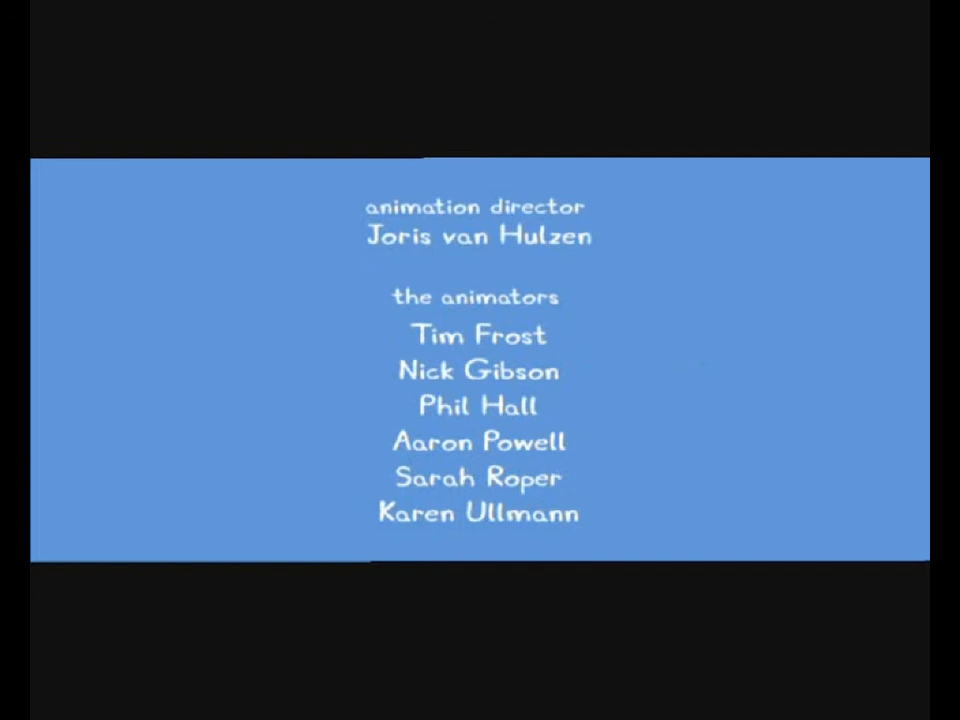 animation director
Joris van Hulzen
the animators
Tim Frost
Nick Gibson
Phil Hall
Aaron Powell
Sarah Roper
Karen Ullmann